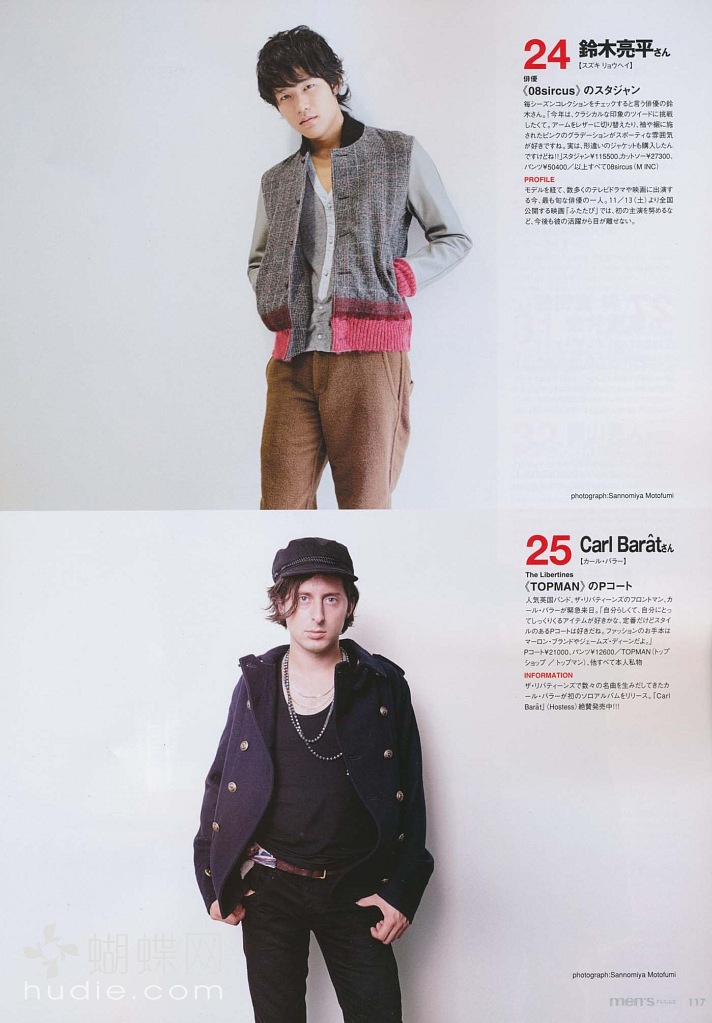 24 鈴木亮平さん
【スズキ リョウヘイ】
俳優
《08sircus》のスタジャン
毎シーズンコレクションをチェックすると言う俳優の鈴
木さん。「今年は、クラシカルな印象のツイードに挑戦
したくて。アームをレザーに切り替えたり、袖や裾に施
されたピンクのグラデーションがスポーティな雰囲気
が好きですね。実は、形違いのジャケットも購入したん
ですけどね!!」スタジャン¥115500、カットソー¥27300、
パンツ¥50400／以上すべて08sircus（M INC）
PROFILE
モデルを経て、数多くのテレビドラマや映画に出演す
る今、最も旬な俳優の一人。11／13（土）より全国
公開する映画「ふたたび」では、初の主演を努めるな
ど、今後も彼の活躍から目が離せない。
photograph:Sannomiya Motofumi
25 Carl Barâtさん
【カール・バラー】
The Libertines
《TOPMAN》のPコート
人気英国バンド、ザ・リバティーンズのフロントマン、カ
ール・バラーが緊急来日。「自分らしくて、自分にとっ
てしっくりくるアイテムが好きかな、定番だけどスタイ
ルのあるPコートは好きだね。ファッションのお手本は
マーロン・ブランドやジェームズ・ディーンだよ。」
Pコート¥21000、パンツ¥12600／TOPMAN（トップ
ショップ ／ トップマン）、他すべて本人私物
INFORMATION
ザ・リバティーンズで数々の名曲を生みだしてきたカ
ール・バラーが初のソロアルバムをリリース。「Carl
Barât」（Hostess）絶賛発売中!!!
photograph:Sannomiya Motofumi
蝴蝶网
hudie.com
men's 117